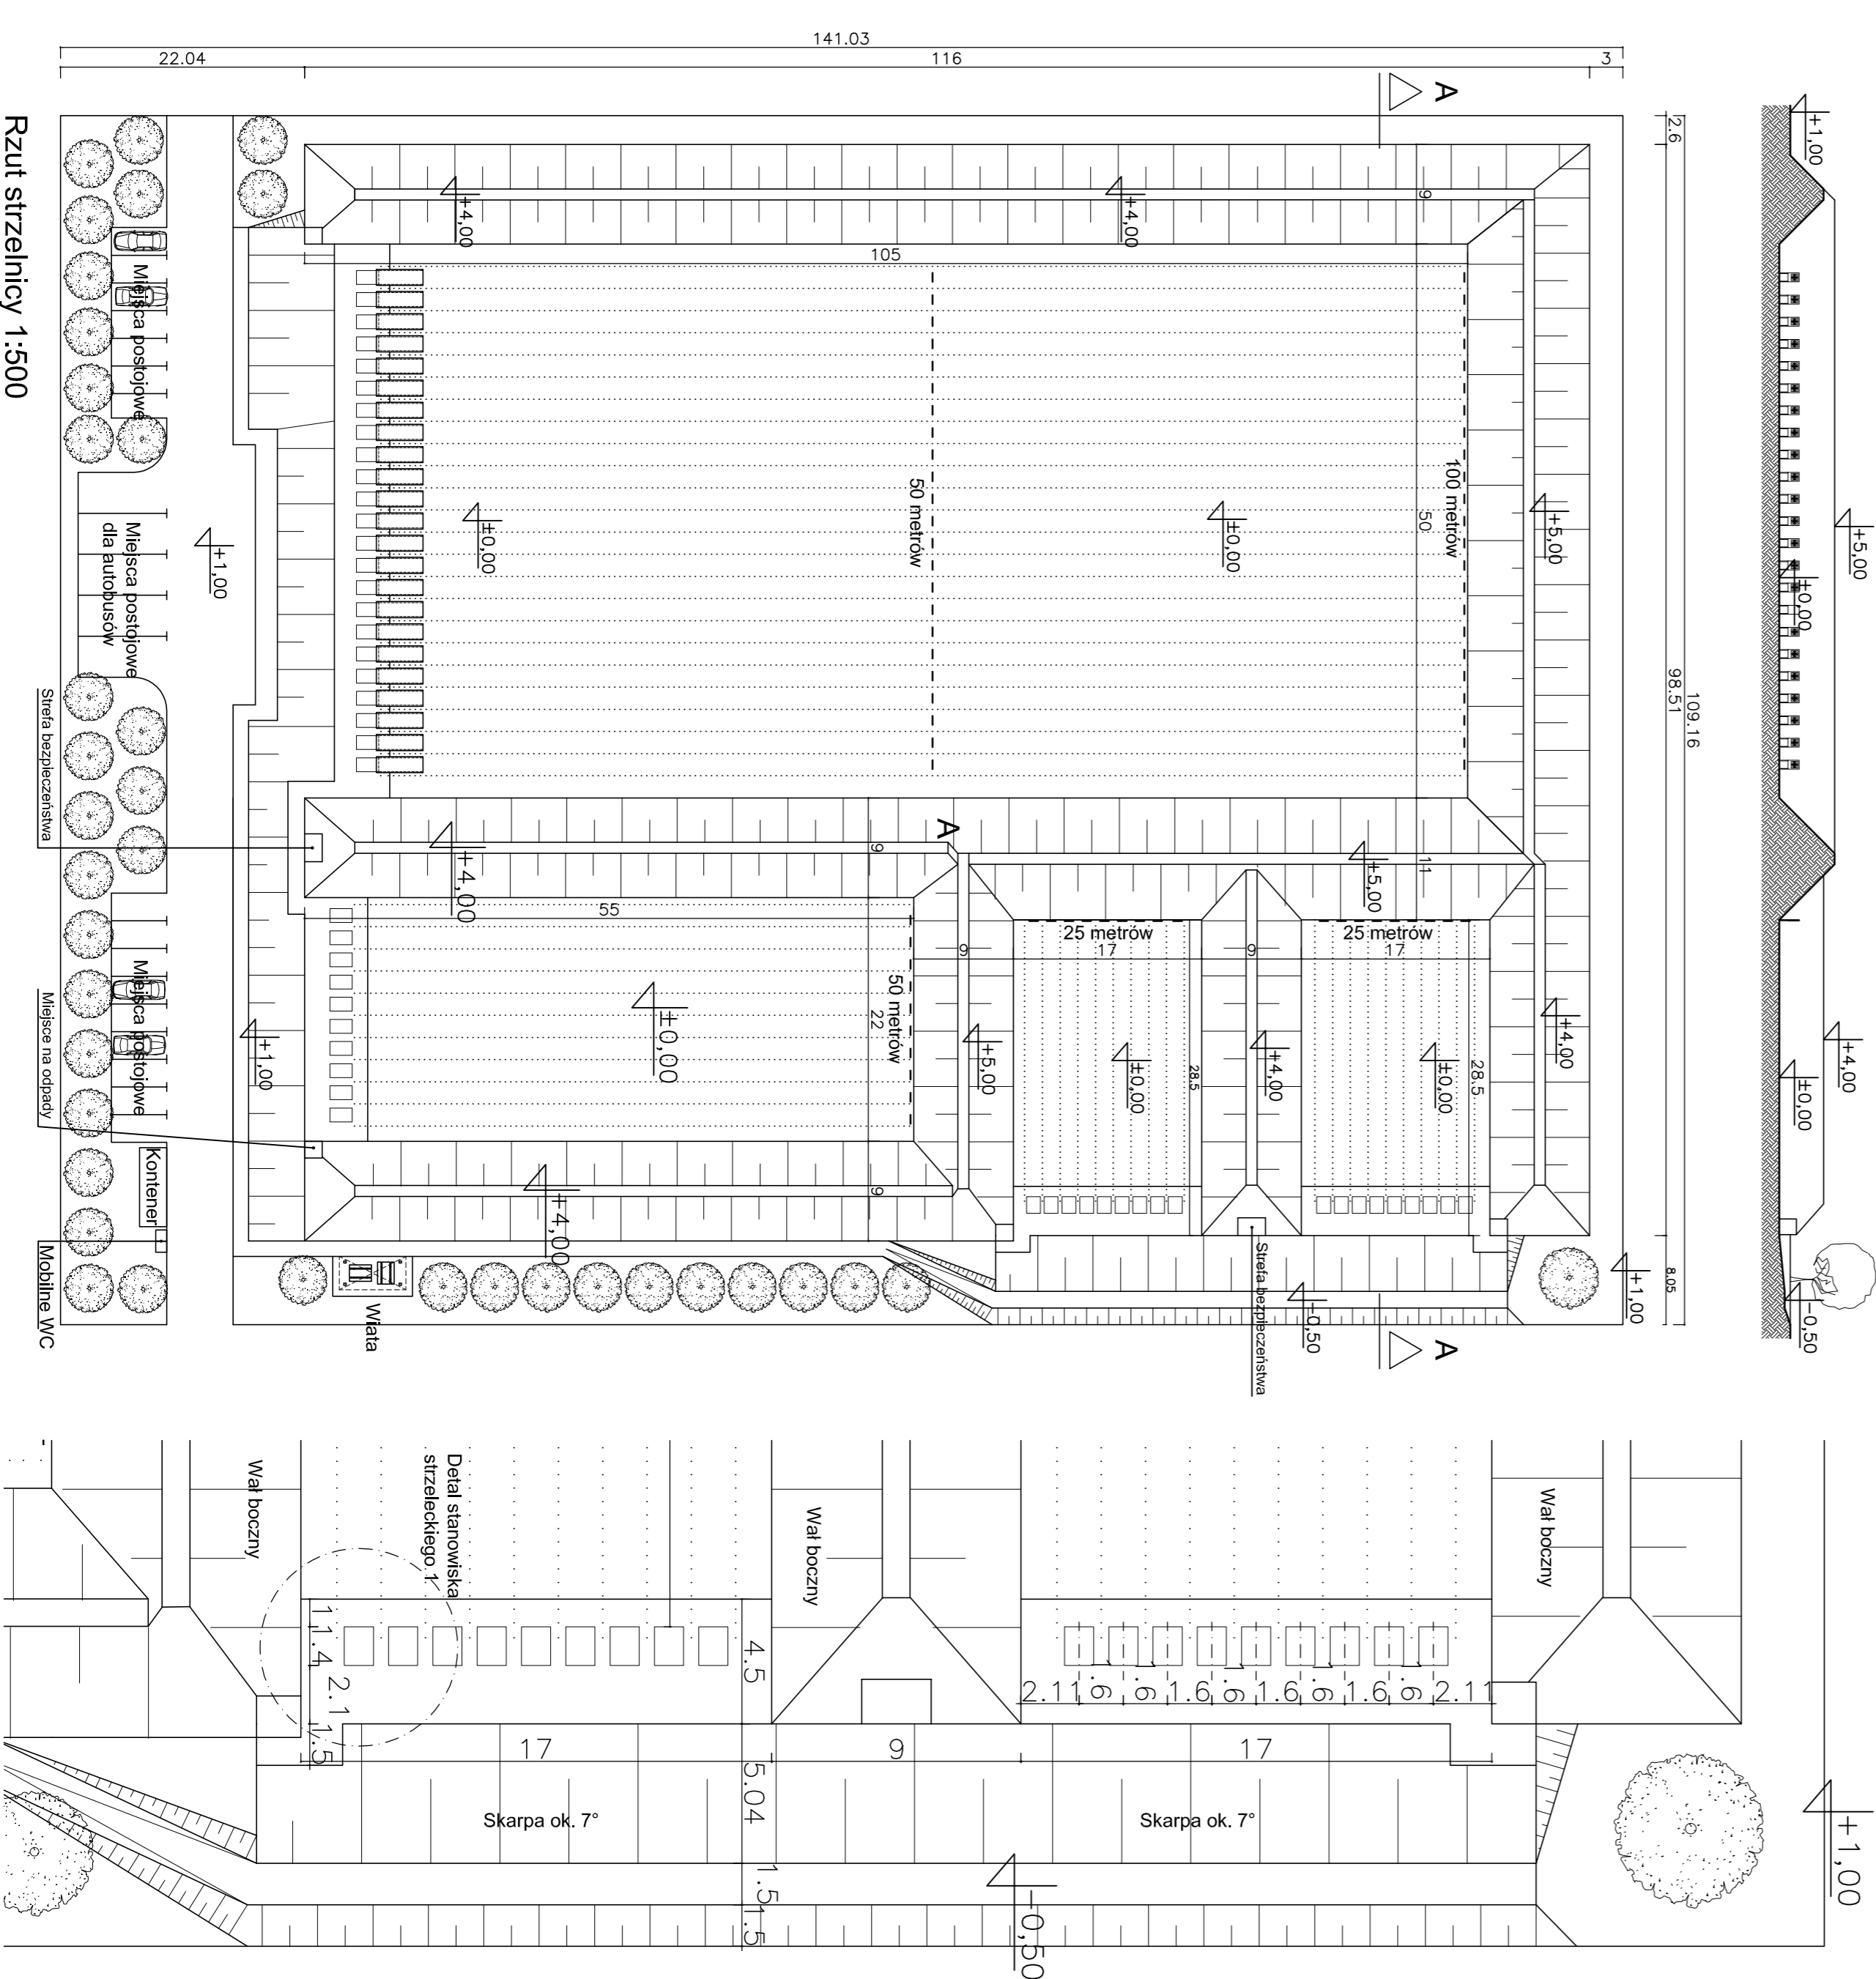 141.03
22.04
116
3
A
2.6
109.16
98.51
8.05
+1,00
+5,00
±0,00
+4,00
±0,00
-0,50
+4,00
+4,00
9
105
50 metrów
100 metrów
50
+5,00
±0,00
±0,00
Miejsca postojowe
Miejsca postojowe
dla autobusów
+1,00
Strefa bezpieczeństwa
+4,00
9
A
+5,00
11
55
25 metrów
17
25 metrów
17
9
9
50 metrów
22
±0,00
+5,00
±0,00
28.5
+4,00
±0,00
28.5
+4,00
Miejsca postojowe
Miejsce na odpady
+1,00
+4,00
9
Kontener
Mobilne WC
Wiata
Strefa bezpieczeństwa
-0,50
+1,00
A
Rzut strzelnicy 1:500
Wał boczny
Detal stanowiska
strzeleckiego 1
Wał boczny
Wał boczny
1
1.4
2.1
1.5
4.5
2.11
1.6
1.6
1.6
1.6
1.6
1.6
1.6
1.6
2.11
17
9
17
5.04
Skarpa ok. 7°
Skarpa ok. 7°
1.5
1.5
-0,50
+1,00